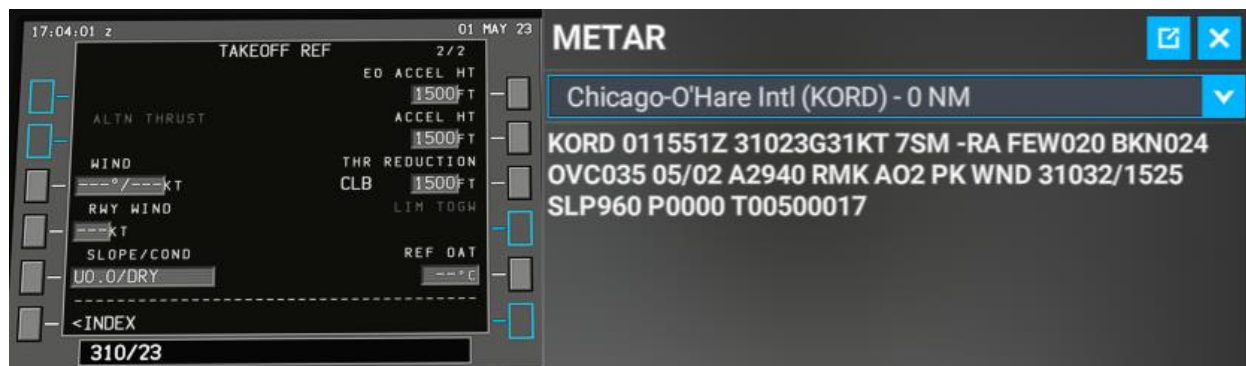 17:04:01 z 01 MAY 23
TAKEOFF REF 2/2
EO ACCEL HT
1500FT
ALTN THRUST ACCEL HT
1500FT
WIND THR REDUCTION
---°/---KT CLB 1500FT
RWY WIND LIM TOGW
---KT
SLOPE/COND REF OAT
U0.0/DRY --°C
<INDEX
310/23
METAR
Chicago-O'Hare Intl (KORD) - 0 NM
KORD 011551Z 31023G31KT 7SM -RA FEW020 BKN024
OVC035 05/02 A2940 RMK AO2 PK WND 31032/1525
SLP960 P0000 T00500017